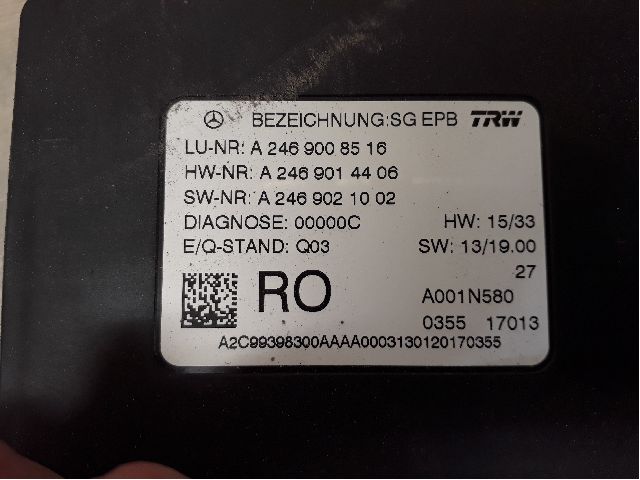 BEZEICHNUNG:SG EPB TRW
LU-NR: A 246 900 85 16
HW-NR: A 246 901 44 06
SW-NR: A 246 902 10 02
DIAGNOSE: 00000C HW: 15/33
E/Q-STAND: Q03 SW: 13/19.00
27
RO A001N580
0355 17013
A2C99398300AAAA0003130120170355